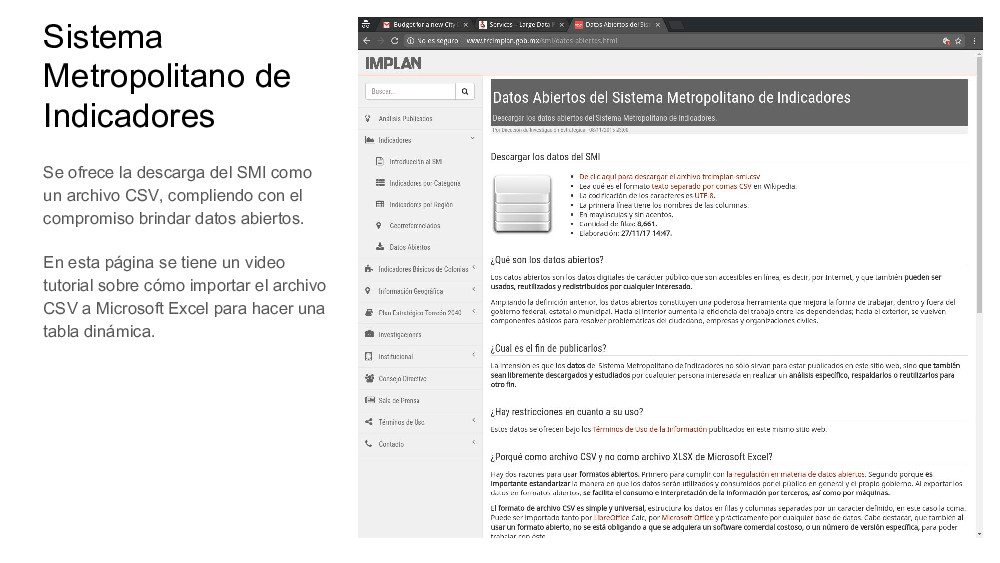 Sistema
Metropolitano de
Indicadores
Se ofrece la descarga del SMI como
un archivo CSV, compliendo con el
compromiso brindar datos abiertos.
En esta página se tiene un video
tutorial sobre cómo importar el archivo
CSV a Microsoft Excel para hacer una
tabla dinámica.
Budget for a new City
Services - Large Data F
Datos Abiertos del Sis
No es seguro
www.trcimplan.gob.mx/smi/datos-abiertos.html
IMPLAN
Buscar...
Análisis Publicados
Indicadores
Introducción al SMI
Indicadores por Categoría
Indicadores por Región
Georreferenciados
Datos Abiertos
Indicadores Básicos de Colonias
Información Geográfica
Plan Estratégico Torreón 2040
Investigaciones
Institucional
Consejo Directivo
Sala de Prensa
Términos de Uso
Contacto
Datos Abiertos del Sistema Metropolitano de Indicadores
Descargar los datos abiertos del Sistema Metropolitano de Indicadores.
Por Dirección de Investigación Estratégica
Descargar los datos del SMI
De clic aquí para descargar el archivo trcimplan-smi.csv
Lea qué es el formato texto separado por comas CSV en Wikipedia.
La codificación de los caracteres es UTF-8.
La primera línea tiene los nombres de las columnas.
En mayúsculas y sin acentos.
Cantidad de filas: 8,661.
Elaboración: 27/11/17 14:47.
¿Qué son los datos abiertos?
Los datos abiertos son los datos digitales de carácter público que son accesibles en línea, es decir, por Internet, y que también pueden ser
usados, reutilizados y redistribuidos por cualquier interesado.
Ampliando la definición anterior, los datos abiertos constituyen una poderosa herramienta que mejora la forma de trabajar, dentro y fuera del
gobierno federal, estatal o municipal. Hacia el interior aumenta la eficiencia del trabajo entre las dependencias; hacia el exterior, se vuelven
componentes básicos para resolver problemáticas del ciudadano, empresas y organizaciones civiles.
¿Cual es el fin de publicarlos?
La intensión es que los datos del Sistema Metropolitano de Indicadores no sólo sirvan para estar publicados en este sitio web, sino que también
sean libremente descargados y estudiados por cualquier persona interesada en realizar un análisis específico, respaldarlos o reutilizarlos para
otro fin.
¿Hay restricciones en cuanto a su uso?
Estos datos se ofrecen bajo los Términos de Uso de la Información publicados en este mismo sitio web.
¿Porqué como archivo CSV y no como archivo XLSX de Microsoft Excel?
Hay dos razones para usar formatos abiertos. Primero para cumplir con la regulación en materia de datos abiertos. Segundo porque es
importante estandarizar la manera en que los datos serán utilizados y consumidos por el público en general y el propio gobierno. Al exportar los
datos en formatos abiertos, se facilita el consumo e interpretación de la información por terceros, así como por máquinas.
El formato de archivo CSV es simple y universal, estructura los datos en filas y columnas separadas por un caracter definido, en este caso la coma.
Puede ser importado tanto por LibreOffice Calc, por Microsoft Office y prácticamente por cualquier base de datos. Cabe destacar, que también al
usar un formato abierto, no se está obligando a que se adquiera un software comercial costoso, o un número de versión específica, para poder
trabajar con éste.